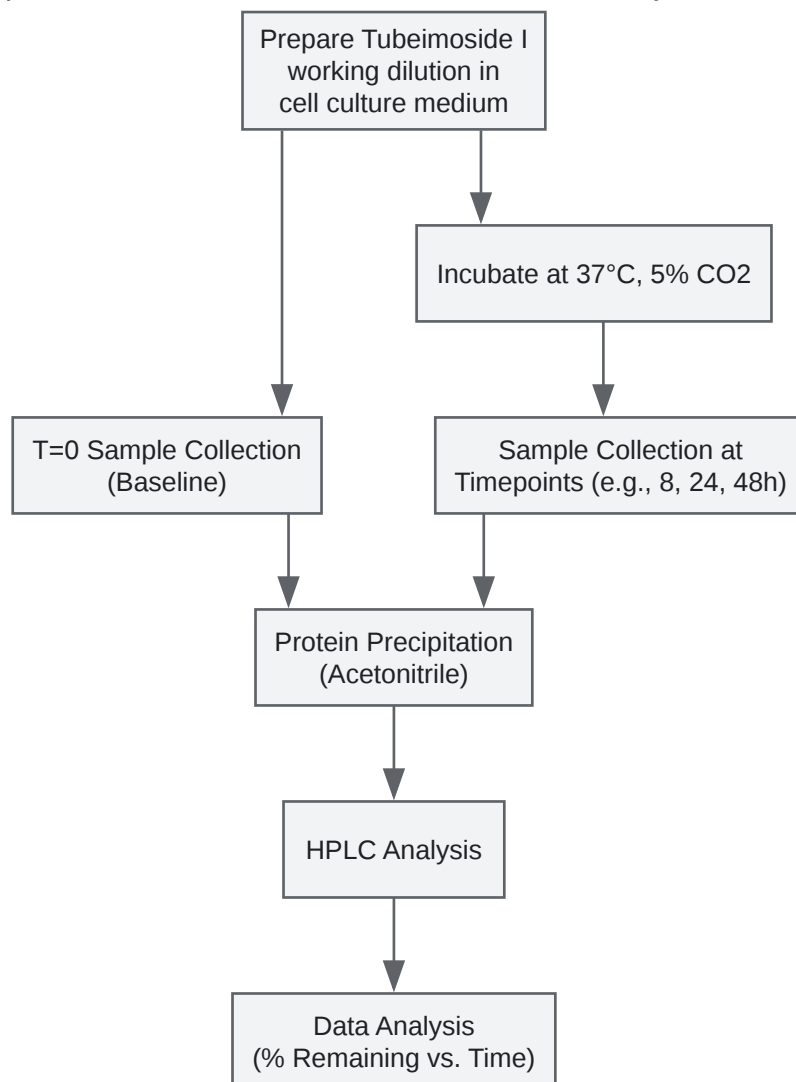 Prepare Tubeimoside I
working dilution in
cell culture medium
Incubate at 37°C, 5% CO2
T=0 Sample Collection
(Baseline)
Sample Collection at
Timepoints (e.g., 8, 24, 48h)
Protein Precipitation
(Acetonitrile)
HPLC Analysis
Data Analysis
(% Remaining vs. Time)